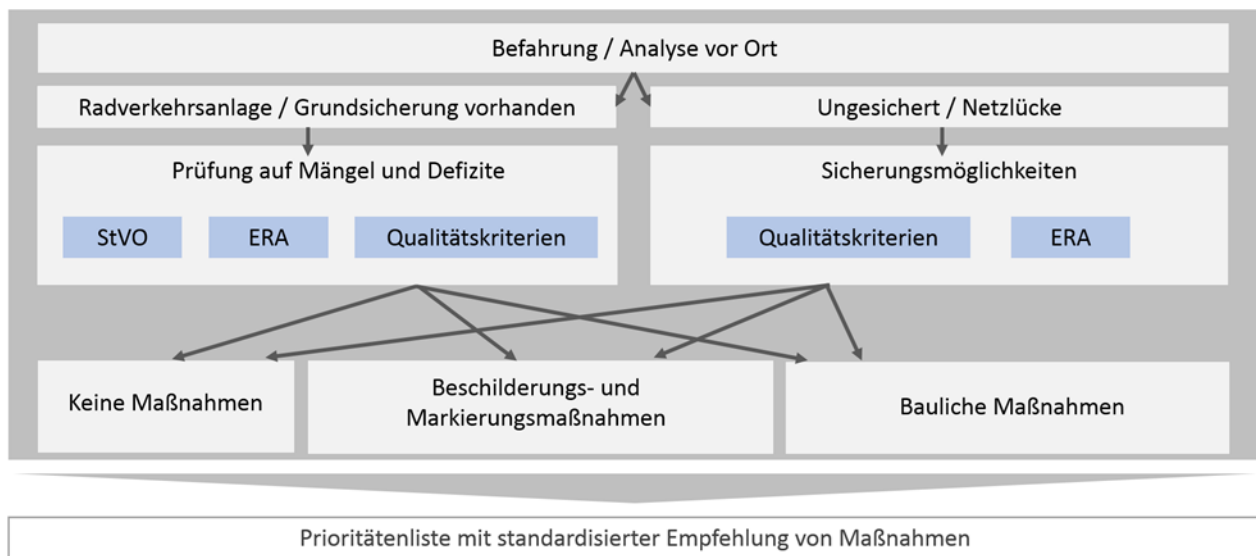 Befahrung / Analyse vor Ort
Radverkehrsanlage / Grundsicherung vorhanden
Ungesichert / Netzlücke
Prüfung auf Mängel und Defizite
Sicherungsmöglichkeiten
StVO
ERA
Qualitätskriterien
Qualitätskriterien
ERA
Keine Maßnahmen
Beschilderungs- und
Markierungsmaßnahmen
Bauliche Maßnahmen
Prioritätenliste mit standardisierter Empfehlung von Maßnahmen